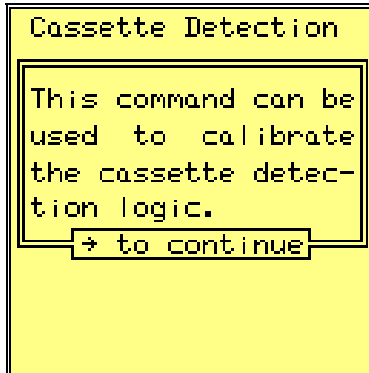 Cassette Detection
This command can be
used to calibrate
the cassette detec-
tion logic.
→ to continue